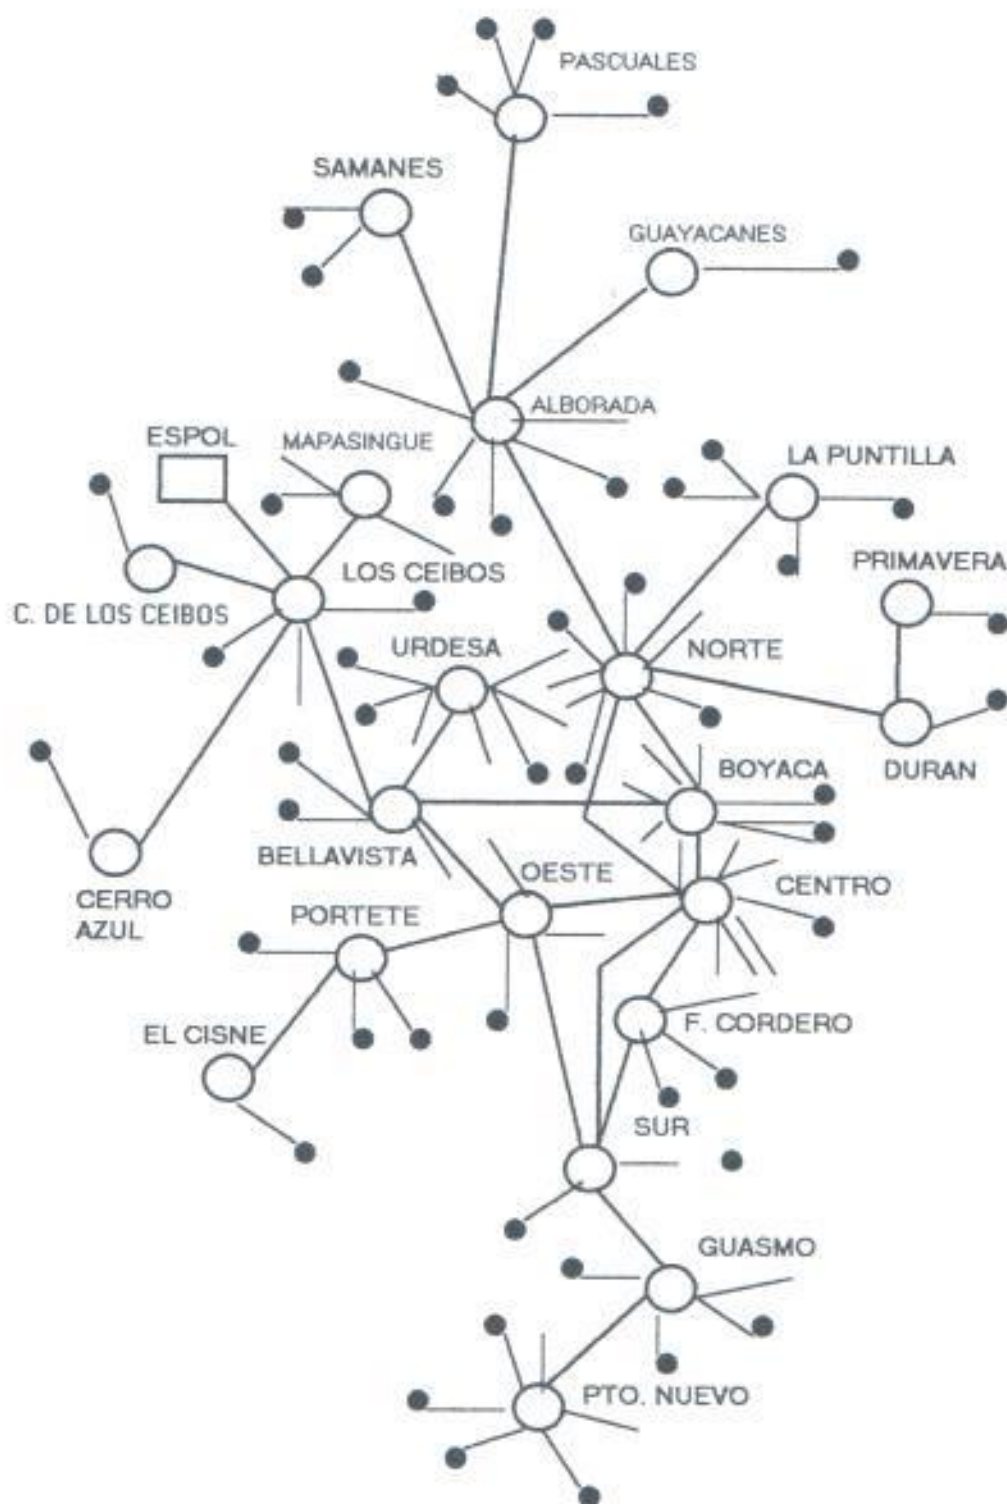 PASCUALES
SAMANES
GUAYACANES
ALBORADA
ESPOL
MAPASINGUE
LA PUNTILLA
LOS CEIBOS
PRIMAVERA
C. DE LOS CEIBOS
URDESA
NORTE
BOYACA
DURAN
BELLAVISTA
OESTE
CENTRO
CERRO
AZUL
PORTETE
F. CORDERO
EL CISNE
SUR
GUASMO
PTO. NUEVO